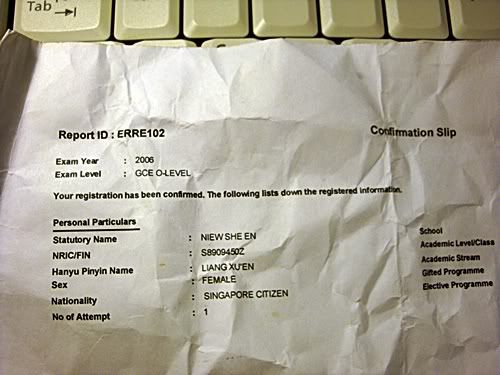 Tab
Report ID : ERRE102 Confirmation Slip
Exam Year : 2006
Exam Level : GCE O-LEVEL
Your registration has been confirmed. The following lists down the registered information.
Personal Particulars
Statutory Name : NIEW SHE EN
NRIC/FIN : S8909450Z
Hanyu Pinyin Name : LIANG XU'EN
Sex : FEMALE
Nationality : SINGAPORE CITIZEN
No of Attempt : 1
School
Academic Level/Class
Academic Stream
Gifted Programme
Elective Programme